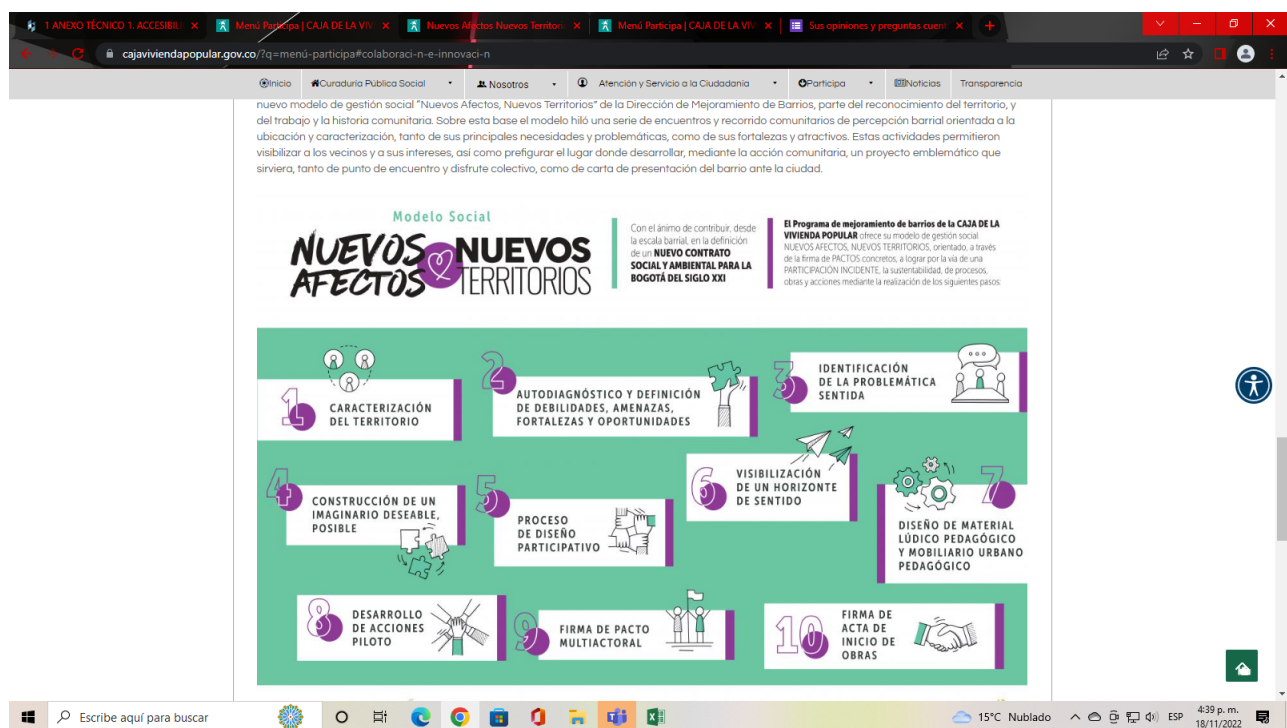 1 ANEXO TÉCNICO 1. ACCESIBIL
Menú Participa | CAJA DE LA VIV
Nuevos Afectos Nuevos Territori
Menú Participa | CAJA DE LA VIV
Sus opiniones y preguntas cuent
cajaviviendapopular.gov.co/?q=menú-participa#colaboraci-n-e-innovaci-n
Inicio Curaduría Pública Social Nosotros Atención y Servicio a la Ciudadanía Participa Noticias Transparencia
nuevo modelo de gestión social "Nuevos Afectos, Nuevos Territorios" de la Dirección de Mejoramiento de Barrios, parte del reconocimiento del territorio, y
del trabajo y la historia comunitaria. Sobre esta base el modelo hiló una serie de encuentros y recorrido comunitarios de percepción barrial orientada a la
ubicación y caracterización, tanto de sus principales necesidades y problemáticas, como de sus fortalezas y atractivos. Estas actividades permitieron
visibilizar a los vecinos y a sus intereses, así como prefigurar el lugar donde desarrollar, mediante la acción comunitaria, un proyecto emblemático que
sirviera, tanto de punto de encuentro y disfrute colectivo, como de carta de presentación del barrio ante la ciudad.
Modelo Social
NUEVOS
AFECTOS
NUEVOS
TERRITORIOS
Con el ánimo de contribuir, desde
la escala barrial, en la definición
de un NUEVO CONTRATO
SOCIAL Y AMBIENTAL PARA LA
BOGOTÁ DEL SIGLO XXI
El Programa de mejoramiento de barrios de la CAJA DE LA
VIVIENDA POPULAR ofrece su modelo de gestión social
NUEVOS AFECTOS, NUEVOS TERRITORIOS, orientado, a través
de la firma de PACTOS concretos, a lograr por la vía de una
PARTICIPACIÓN INCIDENTE, la sustentabilidad, de procesos,
obras y acciones mediante la realización de los siguientes pasos:
1
CARACTERIZACIÓN
DEL TERRITORIO
2
AUTODIAGNÓSTICO Y DEFINICIÓN
DE DEBILIDADES, AMENAZAS,
FORTALEZAS Y OPORTUNIDADES
3
IDENTIFICACIÓN
DE LA PROBLEMÁTICA
SENTIDA
4
CONSTRUCCIÓN DE UN
IMAGINARIO DESEABLE,
POSIBLE
5
PROCESO
DE DISEÑO
PARTICIPATIVO
6
VISIBILIZACIÓN
DE UN HORIZONTE
DE SENTIDO
7
DISEÑO DE MATERIAL
LÚDICO PEDAGÓGICO
Y MOBILIARIO URBANO
PEDAGÓGICO
8
DESARROLLO
DE ACCIONES
PILOTO
9
FIRMA DE PACTO
MULTIACTORAL
10
FIRMA DE
ACTA DE
INICIO DE
OBRAS
Escribe aquí para buscar
15°C Nublado
ESP
4:39 p. m.
18/11/2022